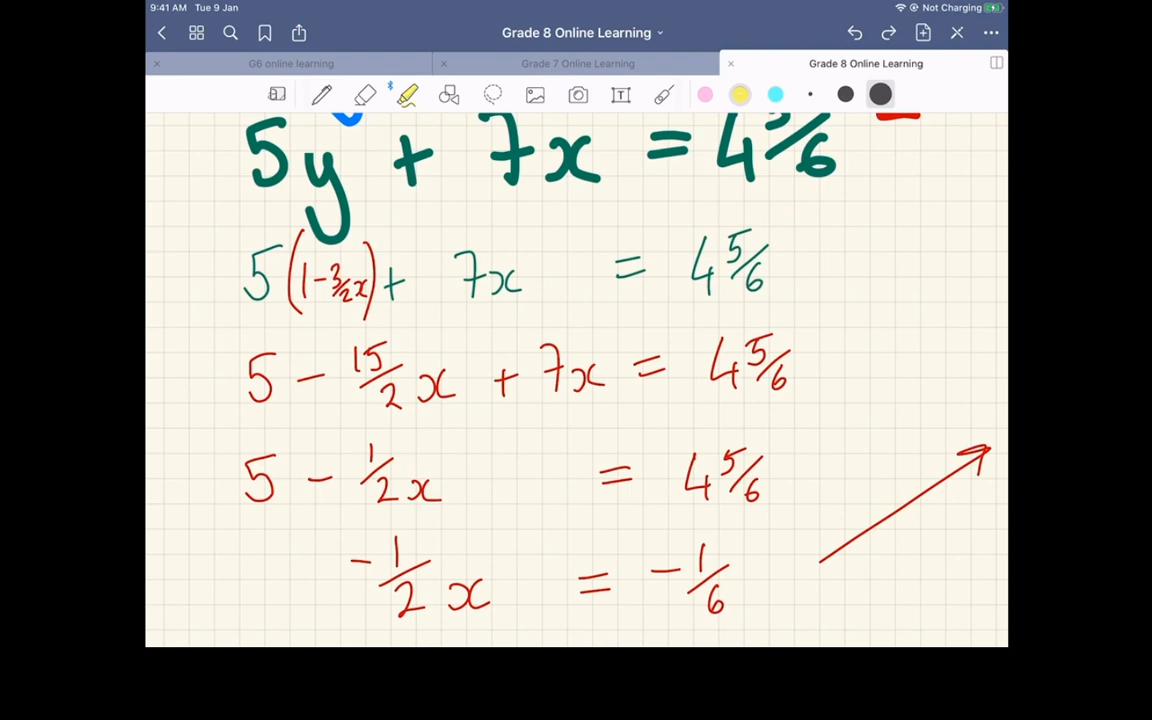 9:41 AM Tue 9 Jan
Not Charging
Grade 8 Online Learning
G6 online learning
Grade 7 Online Learning
Grade 8 Online Learning
5y + 7x = 4 5/6
5(1 - 3/2x) + 7x = 4 5/6
5 - 15/2 x + 7x = 4 5/6
5 - 1/2 x = 4 5/6
- 1/2 x = - 1/6